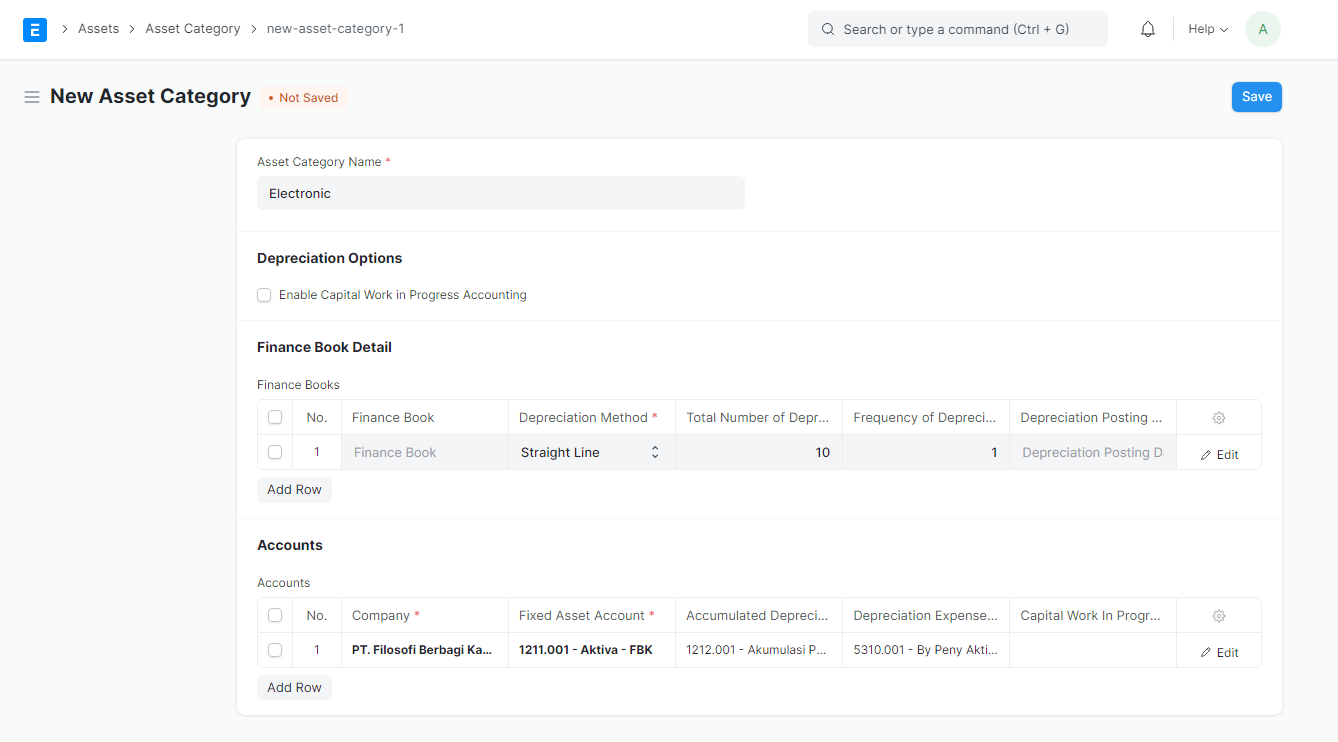 E > Assets > Asset Category > new-asset-category-1 Search or type a command (Ctrl + G) Help A
New Asset Category • Not Saved Save
Asset Category Name *
Electronic
Depreciation Options
Enable Capital Work in Progress Accounting
Finance Book Detail
Finance Books
No. Finance Book Depreciation Method * Total Number of Depr... Frequency of Depreci... Depreciation Posting ...
1 Finance Book Straight Line 10 1 Depreciation Posting D Edit
Add Row
Accounts
Accounts
No. Company * Fixed Asset Account * Accumulated Depreci... Depreciation Expense... Capital Work In Progr...
1 PT. Filosofi Berbagi Ka... 1211.001 - Aktiva - FBK 1212.001 - Akumulasi P... 5310.001 - By Peny Akti... Edit
Add Row